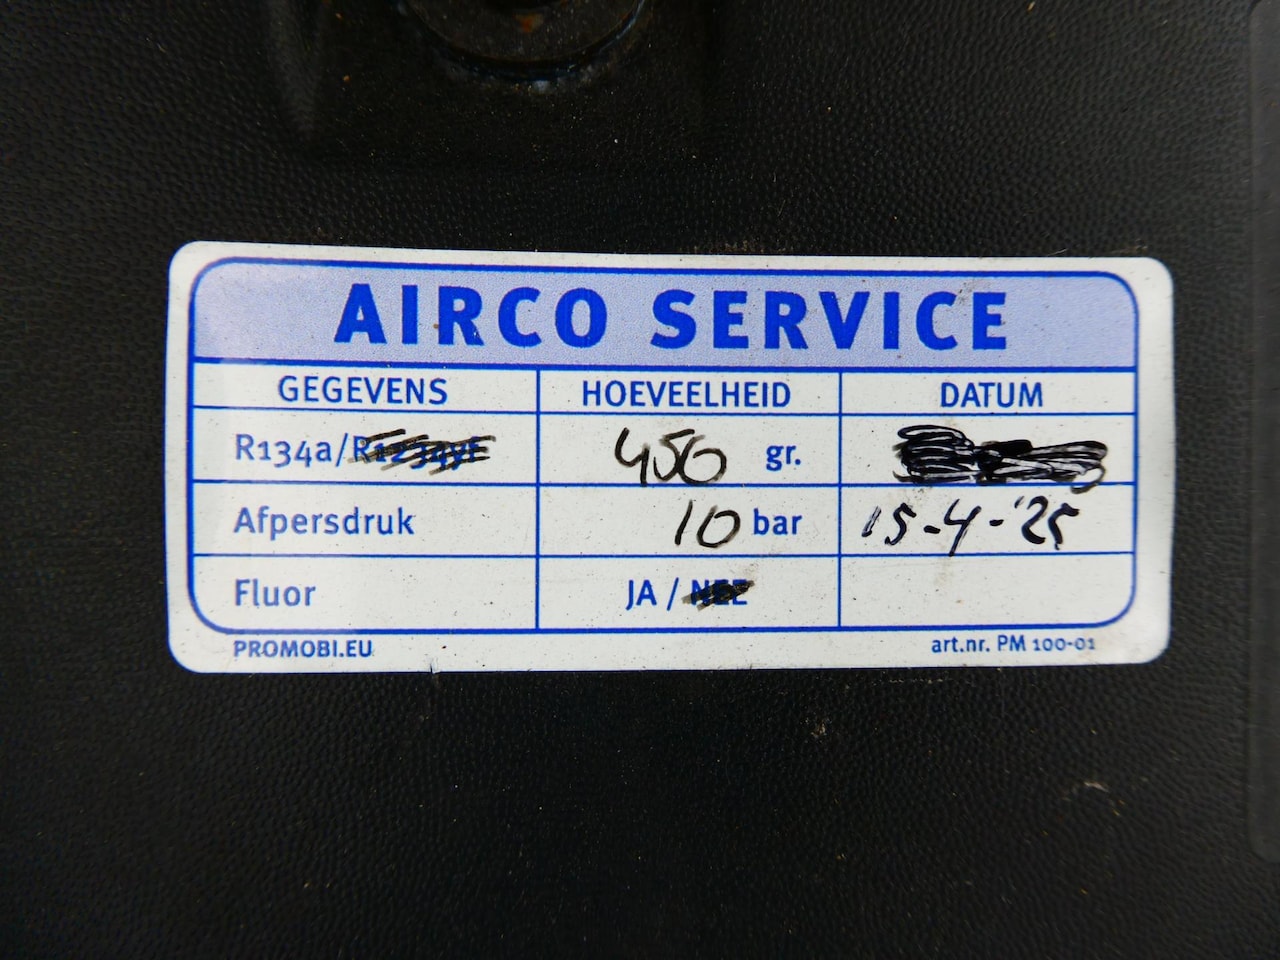 AIRCO SERVICE
GEGEVENS HOEVEELHEID DATUM
R134a/R1234yf 450 gr.
Afpersdruk 10 bar 15-4-'25
Fluor JA / NEE
PROMOBI.EU art.nr. PM 100-01